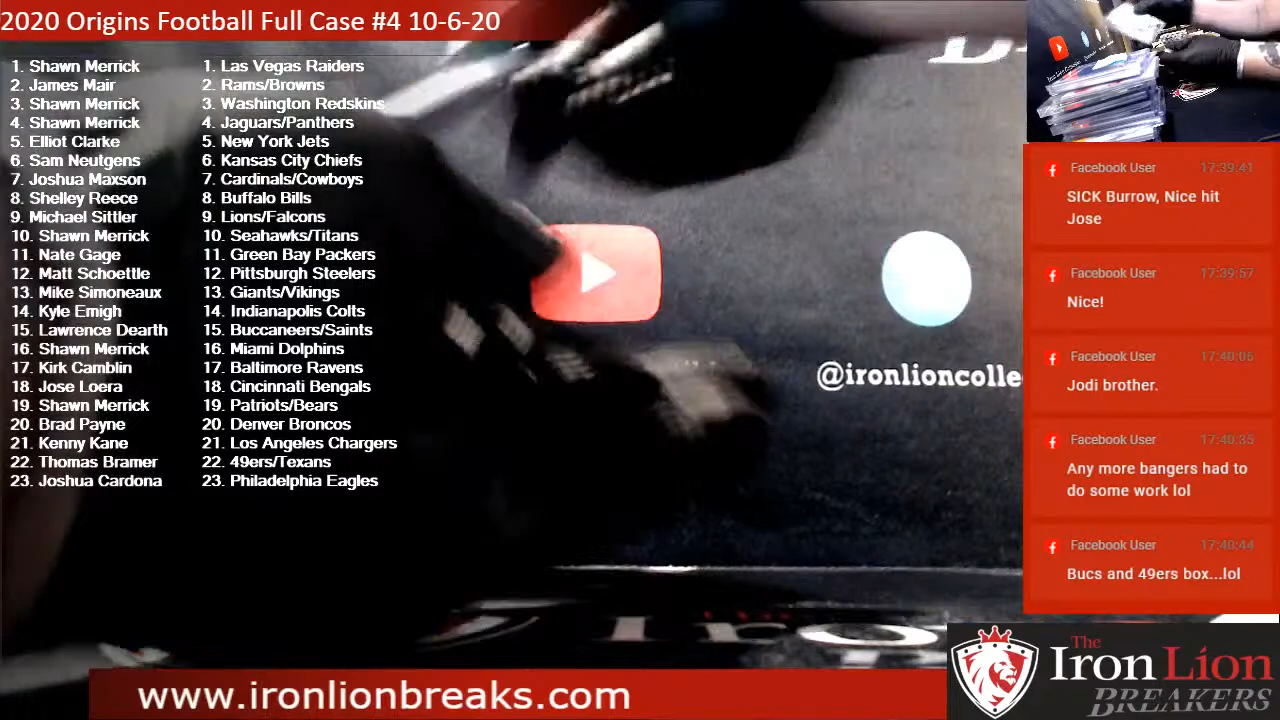 2020 Origins Football Full Case #4 10-6-20
1. Shawn Merrick
2. James Mair
3. Shawn Merrick
4. Shawn Merrick
5. Elliot Clarke
6. Sam Neutgens
7. Joshua Maxson
8. Shelley Reece
9. Michael Sittler
10. Shawn Merrick
11. Nate Gage
12. Matt Schoettle
13. Mike Simoneaux
14. Kyle Emigh
15. Lawrence Dearth
16. Shawn Merrick
17. Kirk Camblin
18. Jose Loera
19. Shawn Merrick
20. Brad Payne
21. Kenny Kane
22. Thomas Bramer
23. Joshua Cardona
1. Las Vegas Raiders
2. Rams/Browns
3. Washington Redskins
4. Jaguars/Panthers
5. New York Jets
6. Kansas City Chiefs
7. Cardinals/Cowboys
8. Buffalo Bills
9. Lions/Falcons
10. Seahawks/Titans
11. Green Bay Packers
12. Pittsburgh Steelers
13. Giants/Vikings
14. Indianapolis Colts
15. Buccaneers/Saints
16. Miami Dolphins
17. Baltimore Ravens
18. Cincinnati Bengals
19. Patriots/Bears
20. Denver Broncos
21. Los Angeles Chargers
22. 49ers/Texans
23. Philadelphia Eagles
@ironlioncolle
Facebook User 17:39:41
SICK Burrow, Nice hit
Jose
Facebook User 17:39:57
Nice!
Facebook User 17:40:06
Jodi brother.
Facebook User 17:40:35
Any more bangers had to
do some work lol
Facebook User 17:40:44
Bucs and 49ers box...lol
www.ironlionbreaks.com
The
Iron Lion
BREAKERS